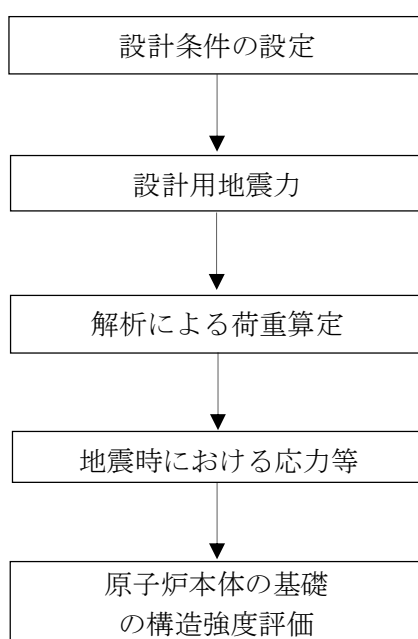 設計条件の設定
設計用地震力
解析による荷重算定
地震時における応力等
原子炉本体の基礎
の構造強度評価